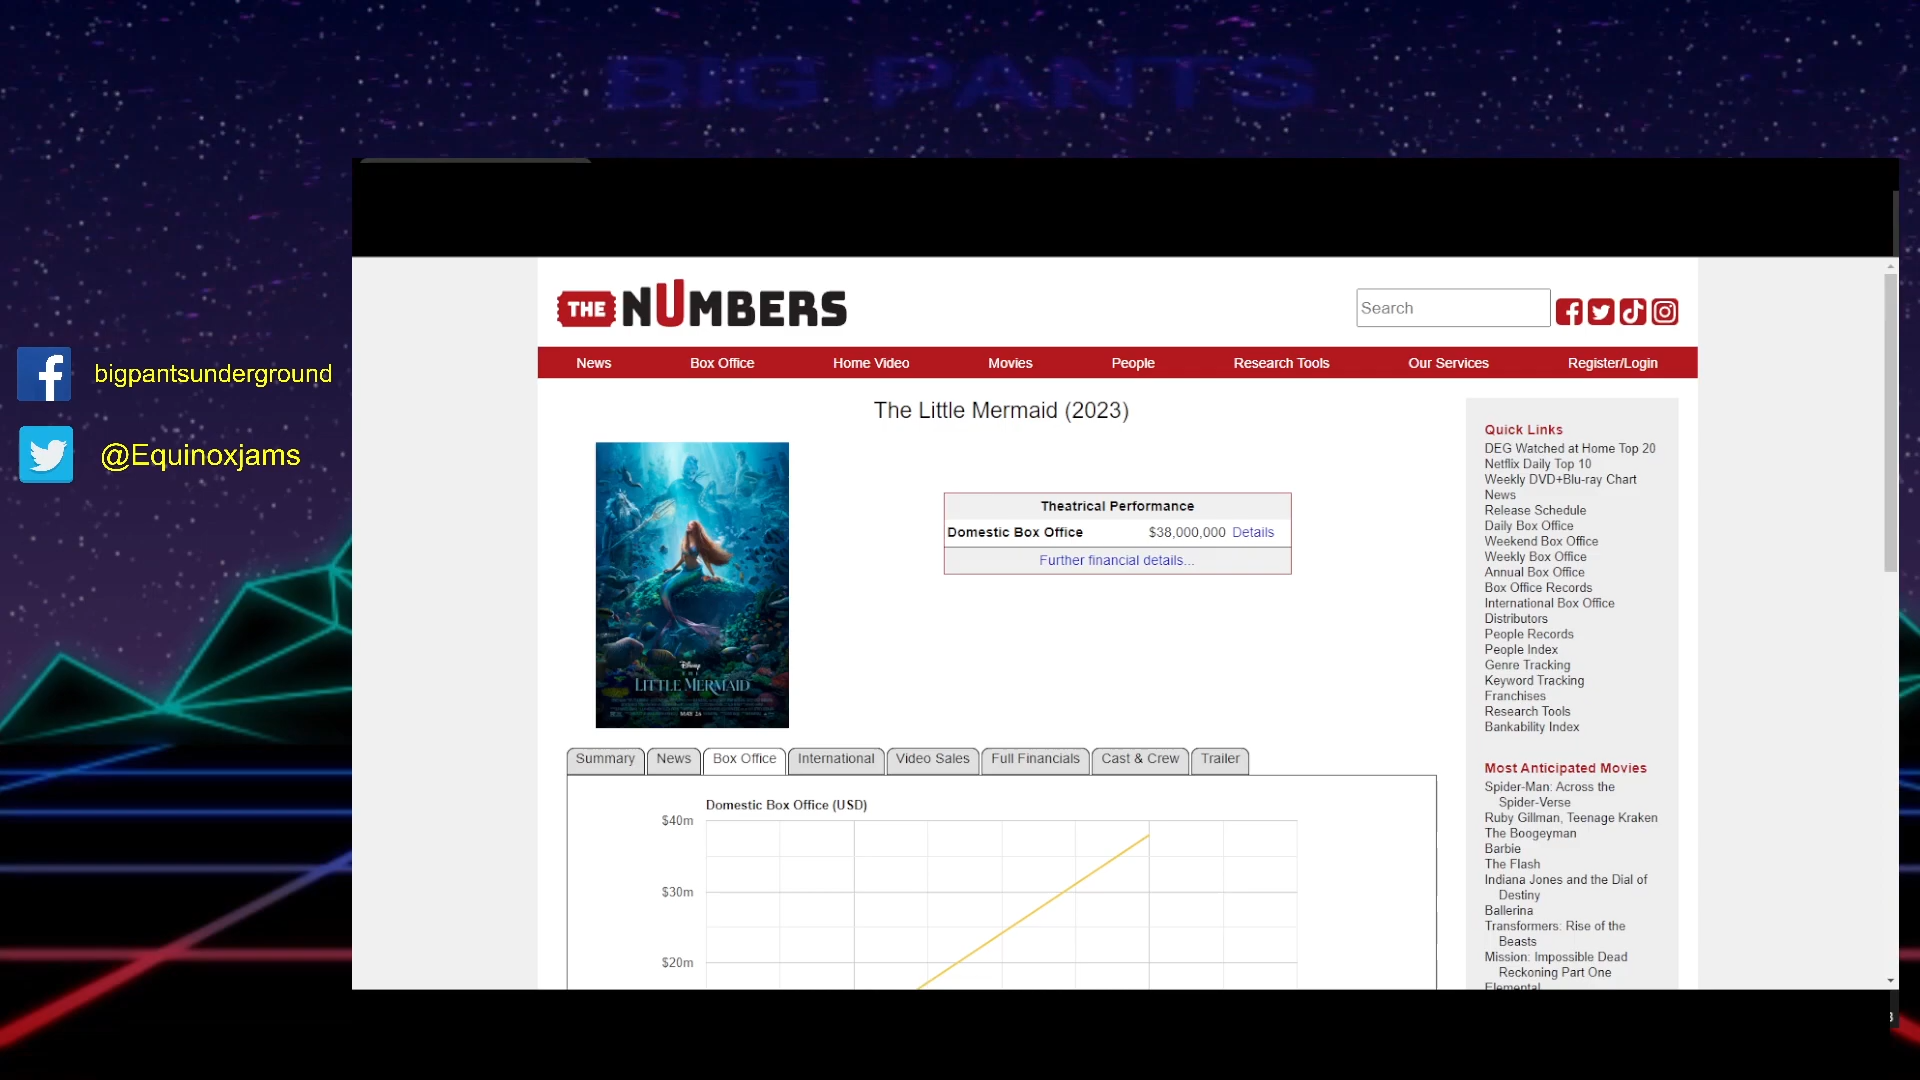 BIG PANTS
bigpantsunderground
@Equinoxjams
THE NUMBERS
Search
News Box Office Home Video Movies People Research Tools Our Services Register/Login
The Little Mermaid (2023)
Disney
THE
LITTLE MERMAID
MAY 26
Theatrical Performance
Domestic Box Office $38,000,000 Details
Further financial details...
Summary News Box Office International Video Sales Full Financials Cast & Crew Trailer
Domestic Box Office (USD)
$40m
$30m
$20m
Quick Links
DEG Watched at Home Top 20
Netflix Daily Top 10
Weekly DVD+Blu-ray Chart
News
Release Schedule
Daily Box Office
Weekend Box Office
Weekly Box Office
Annual Box Office
Box Office Records
International Box Office
Distributors
People Records
People Index
Genre Tracking
Keyword Tracking
Franchises
Research Tools
Bankability Index
Most Anticipated Movies
Spider-Man: Across the
Spider-Verse
Ruby Gillman, Teenage Kraken
The Boogeyman
Barbie
The Flash
Indiana Jones and the Dial of
Destiny
Ballerina
Transformers: Rise of the
Beasts
Mission: Impossible Dead
Reckoning Part One
Elemental